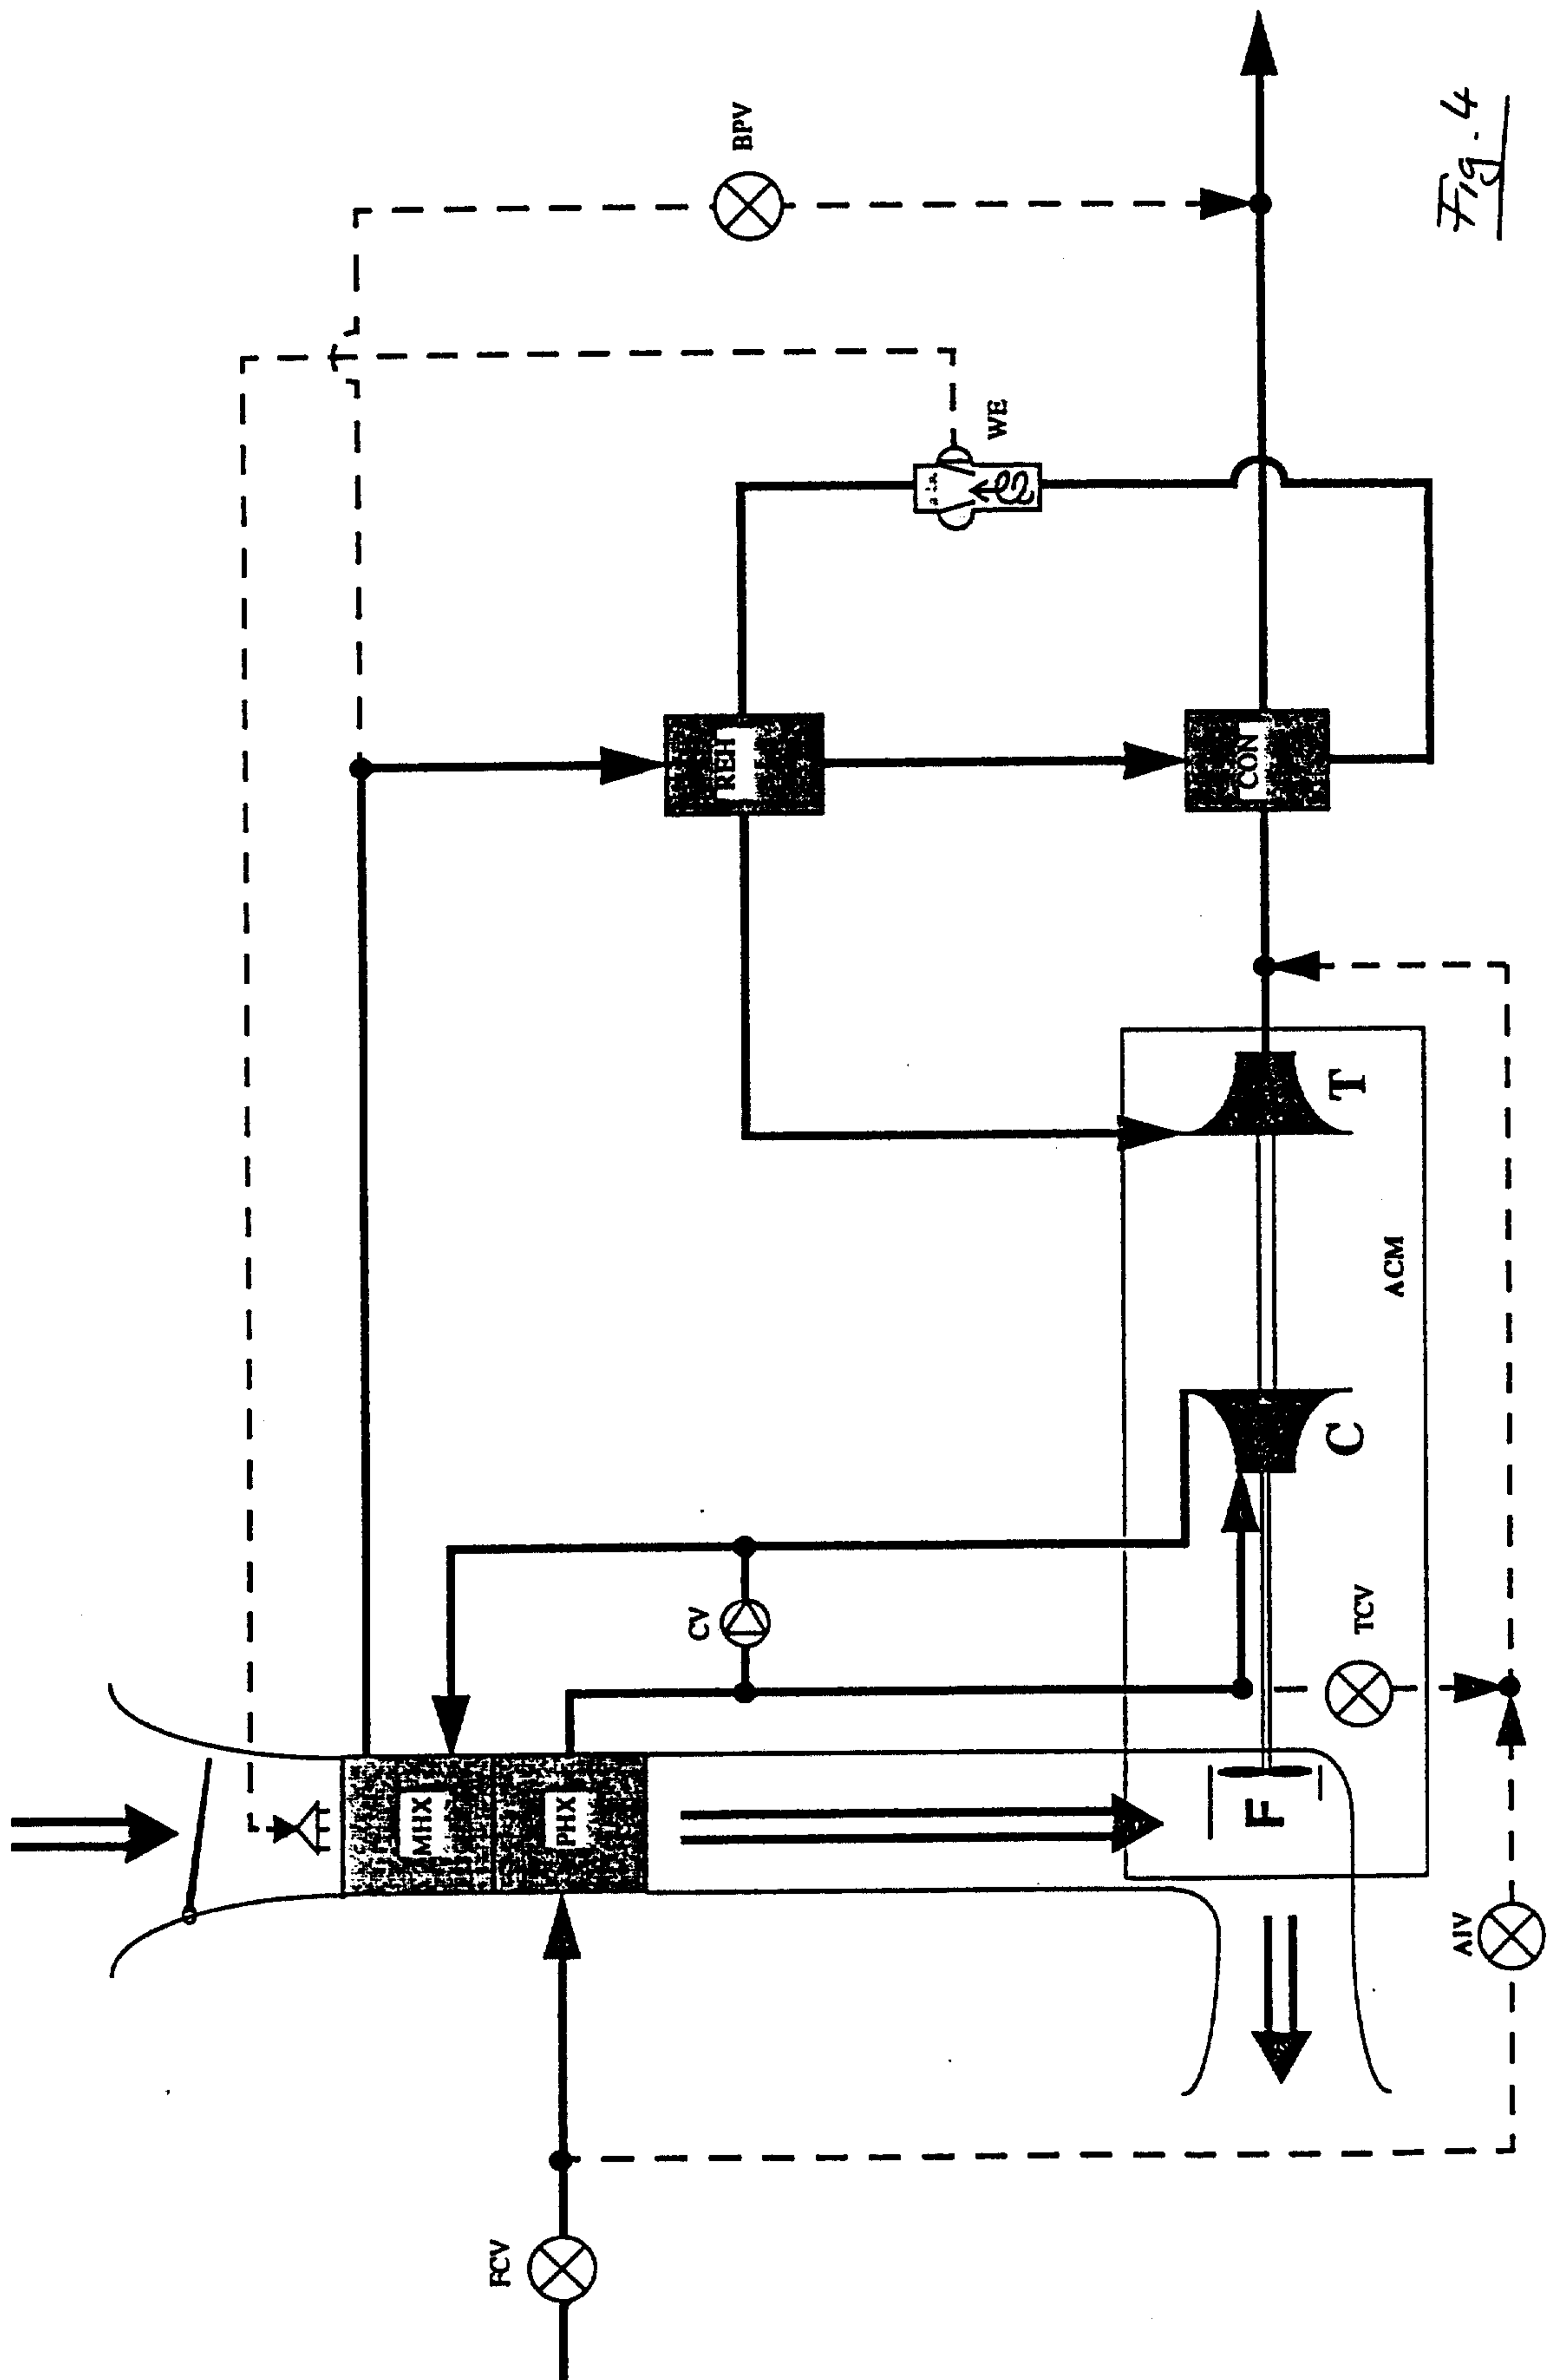 MHX
FCV
PHX
CV
REH
BPV
WE
CON
F
TCV
C
T
ACM
AIV
Fig. 4